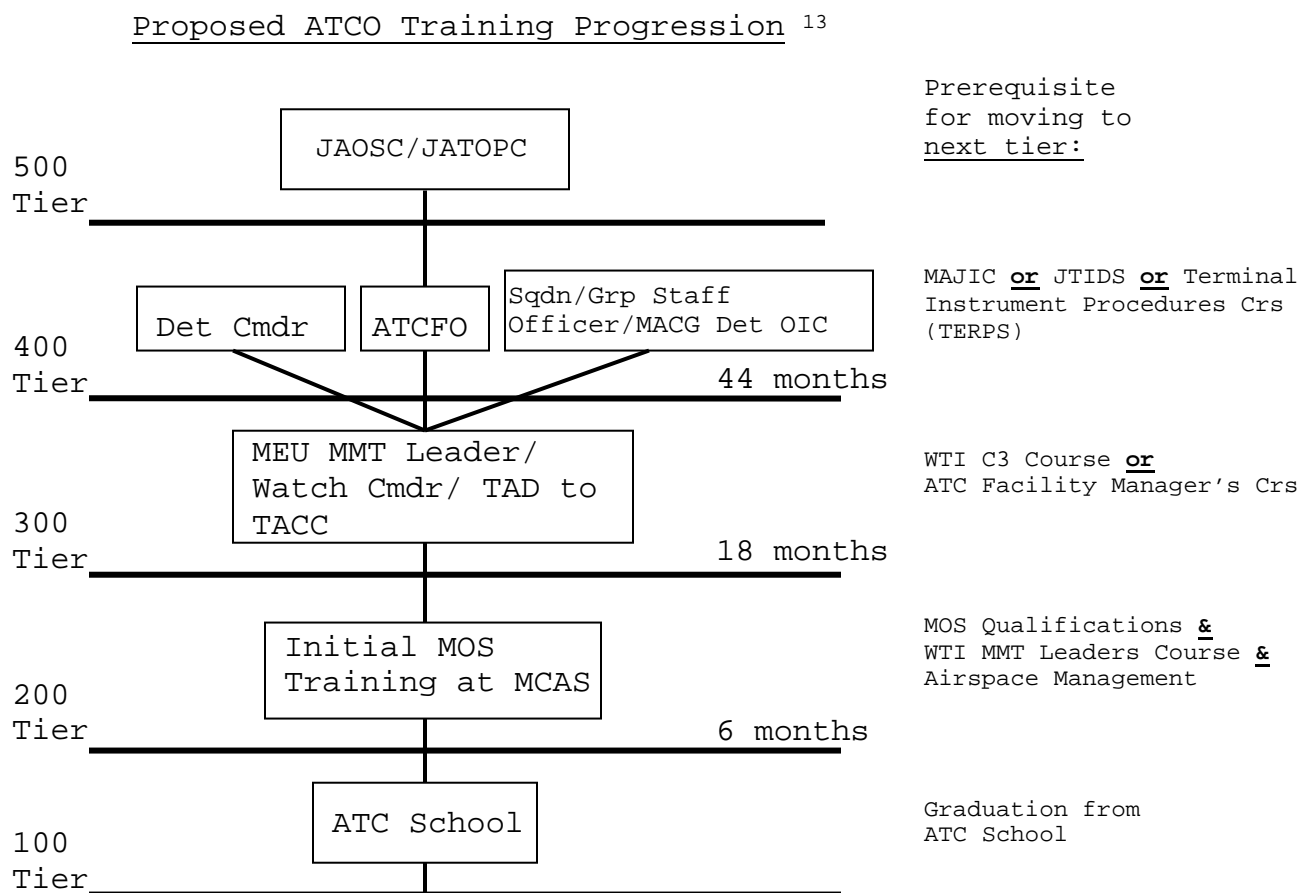 Proposed ATCO Training Progression 13
Prerequisite
for moving to
next tier:
JAOSC/JATOPC
500
Tier
MAJIC or JTIDS or Terminal
Instrument Procedures Crs
(TERPS)
Det Cmdr
ATCFO
Sqdn/Grp Staff
Officer/MACG Det OIC
400
Tier
44 months
MEU MMT Leader/
Watch Cmdr/ TAD to
TACC
WTI C3 Course or
ATC Facility Manager's Crs
300
Tier
18 months
Initial MOS
Training at MCAS
MOS Qualifications &
WTI MMT Leaders Course &
Airspace Management
200
Tier
6 months
ATC School
Graduation from
ATC School
100
Tier